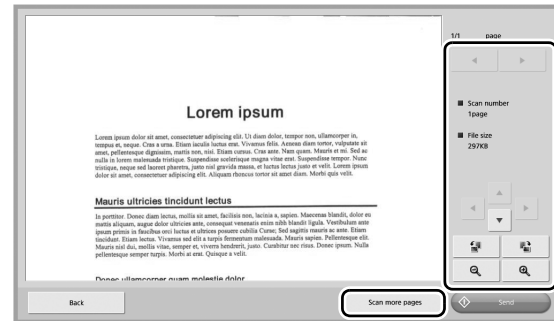 1/1 page
Lorem ipsum
Lorem ipsum dolor sit amet, consectetuer adipiscing elit. Ut diam dolor, tempor non, ullamcorper in,
tempus et, neque. Cras a urna. Etiam iaculis luctus erat. Vivamus felis. Aenean diam tortor, vulputate sit
amet, pellentesque dignissim, mattis non, nisl. Etiam cursus. Cras ante. Nam quam. Mauris et mi. Sed ac
nulla in lorem malesuada tristique. Suspendisse scelerisque magna vitae erat. Suspendisse tempor. Nunc
tristique, neque sed laoreet pharetra, justo nisl gravida massa, et luctus lectus justo et velit. Lorem ipsum
dolor sit amet, consectetuer adipiscing elit. Aliquam rhoncus tortor sit amet diam. Morbi quis velit.
Mauris ultricies tincidunt lectus
In porttitor. Donec diam lectus, mollis sit amet, facilisis non, lacinia a, sapien. Maecenas blandit, dolor eu
mattis aliquam, augue dolor ultricies ante, consequat venenatis enim nibh blandit ligula. Vestibulum ante
ipsum primis in faucibus orci luctus et ultrices posuere cubilia Curae; Sed sagittis mauris ac ante. Etiam
tincidunt. Etiam lectus. Vivamus sed elit a turpis fermentum malesuada. Mauris sapien. Pellentesque elit.
Mauris nisl dui, mollis vitae, semper et, viverra hendrerit, justo. Curabitur nec risus. Donec ipsum. Nulla
pellentesque semper turpis. Morbi at erat. Quisque a velit.
Donec ullamcorper quam molestie dolor
Scan number
1page
File size
297KB
Back
Scan more pages
Send